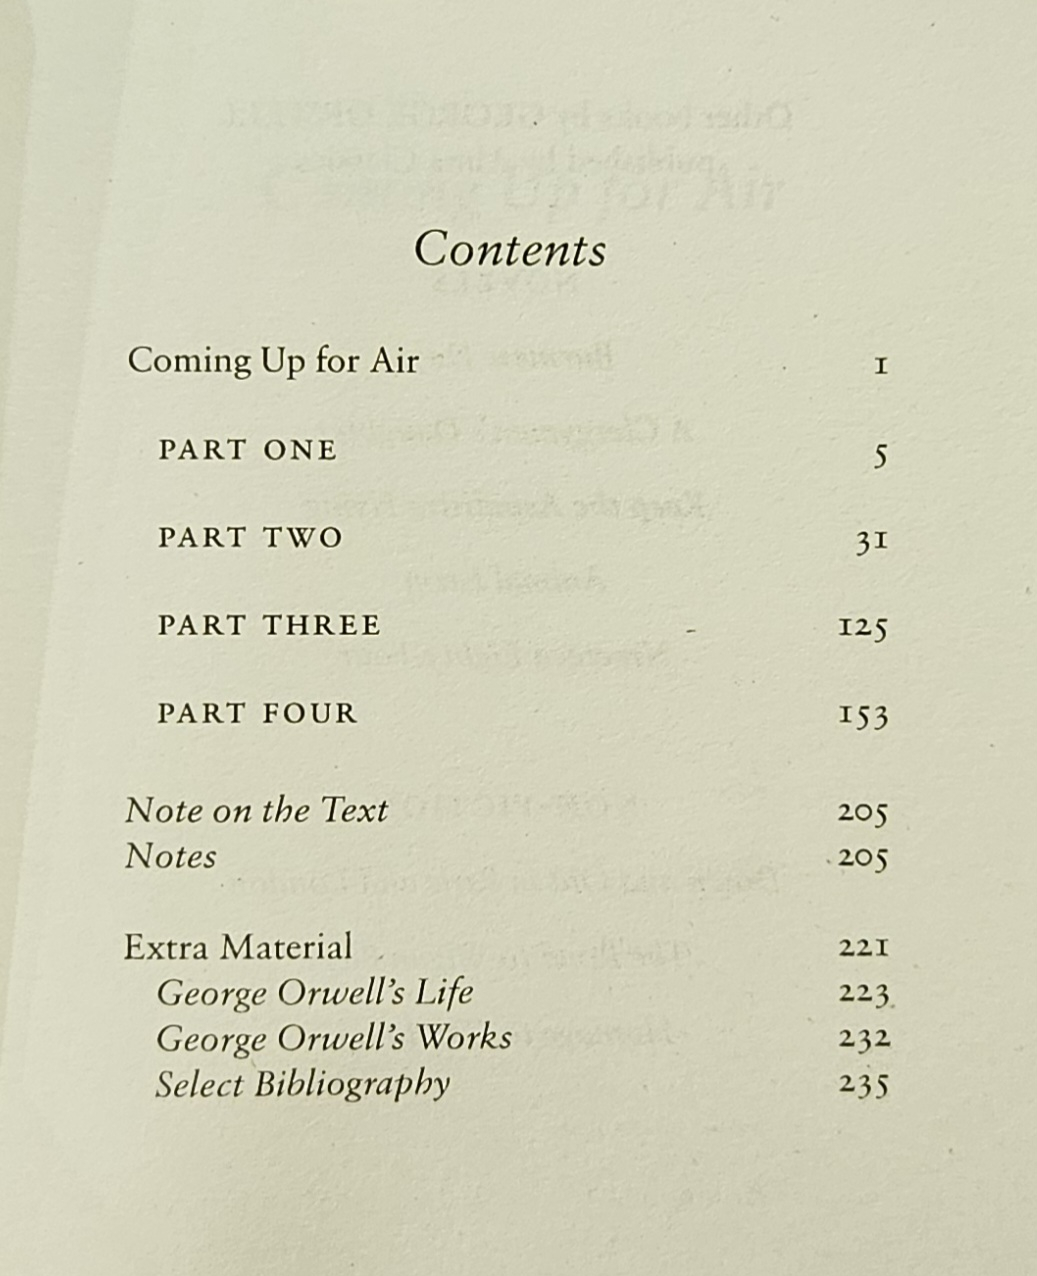 Contents
Coming Up for Air 1
PART ONE 5
PART TWO 31
PART THREE 125
PART FOUR 153
Note on the Text 205
Notes 205
Extra Material 221
George Orwell's Life 223
George Orwell's Works 232
Select Bibliography 235